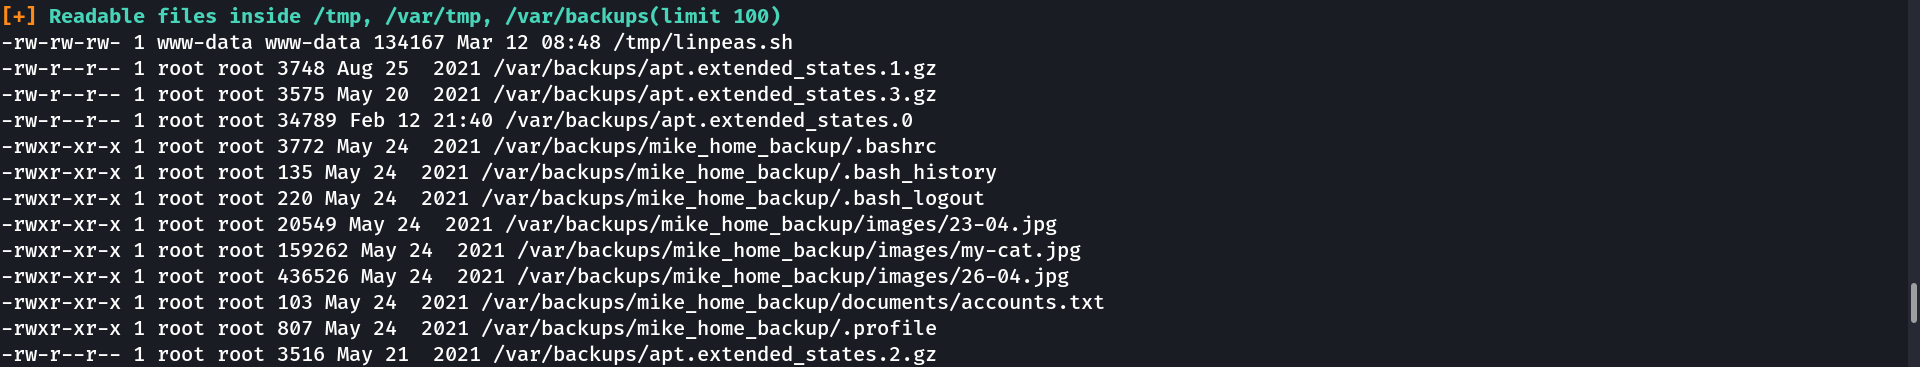 [+] Readable files inside /tmp, /var/tmp, /var/backups(limit 100)
-rw-rw-rw- 1 www-data www-data 134167 Mar 12 08:48 /tmp/linpeas.sh
-rw-r--r-- 1 root root 3748 Aug 25  2021 /var/backups/apt.extended_states.1.gz
-rw-r--r-- 1 root root 3575 May 20  2021 /var/backups/apt.extended_states.3.gz
-rw-r--r-- 1 root root 34789 Feb 12 21:40 /var/backups/apt.extended_states.0
-rwxr-xr-x 1 root root 3772 May 24  2021 /var/backups/mike_home_backup/.bashrc
-rwxr-xr-x 1 root root 135 May 24  2021 /var/backups/mike_home_backup/.bash_history
-rwxr-xr-x 1 root root 220 May 24  2021 /var/backups/mike_home_backup/.bash_logout
-rwxr-xr-x 1 root root 20549 May 24  2021 /var/backups/mike_home_backup/images/23-04.jpg
-rwxr-xr-x 1 root root 159262 May 24  2021 /var/backups/mike_home_backup/images/my-cat.jpg
-rwxr-xr-x 1 root root 436526 May 24  2021 /var/backups/mike_home_backup/images/26-04.jpg
-rwxr-xr-x 1 root root 103 May 24  2021 /var/backups/mike_home_backup/documents/accounts.txt
-rwxr-xr-x 1 root root 807 May 24  2021 /var/backups/mike_home_backup/.profile
-rw-r--r-- 1 root root 3516 May 21  2021 /var/backups/apt.extended_states.2.gz